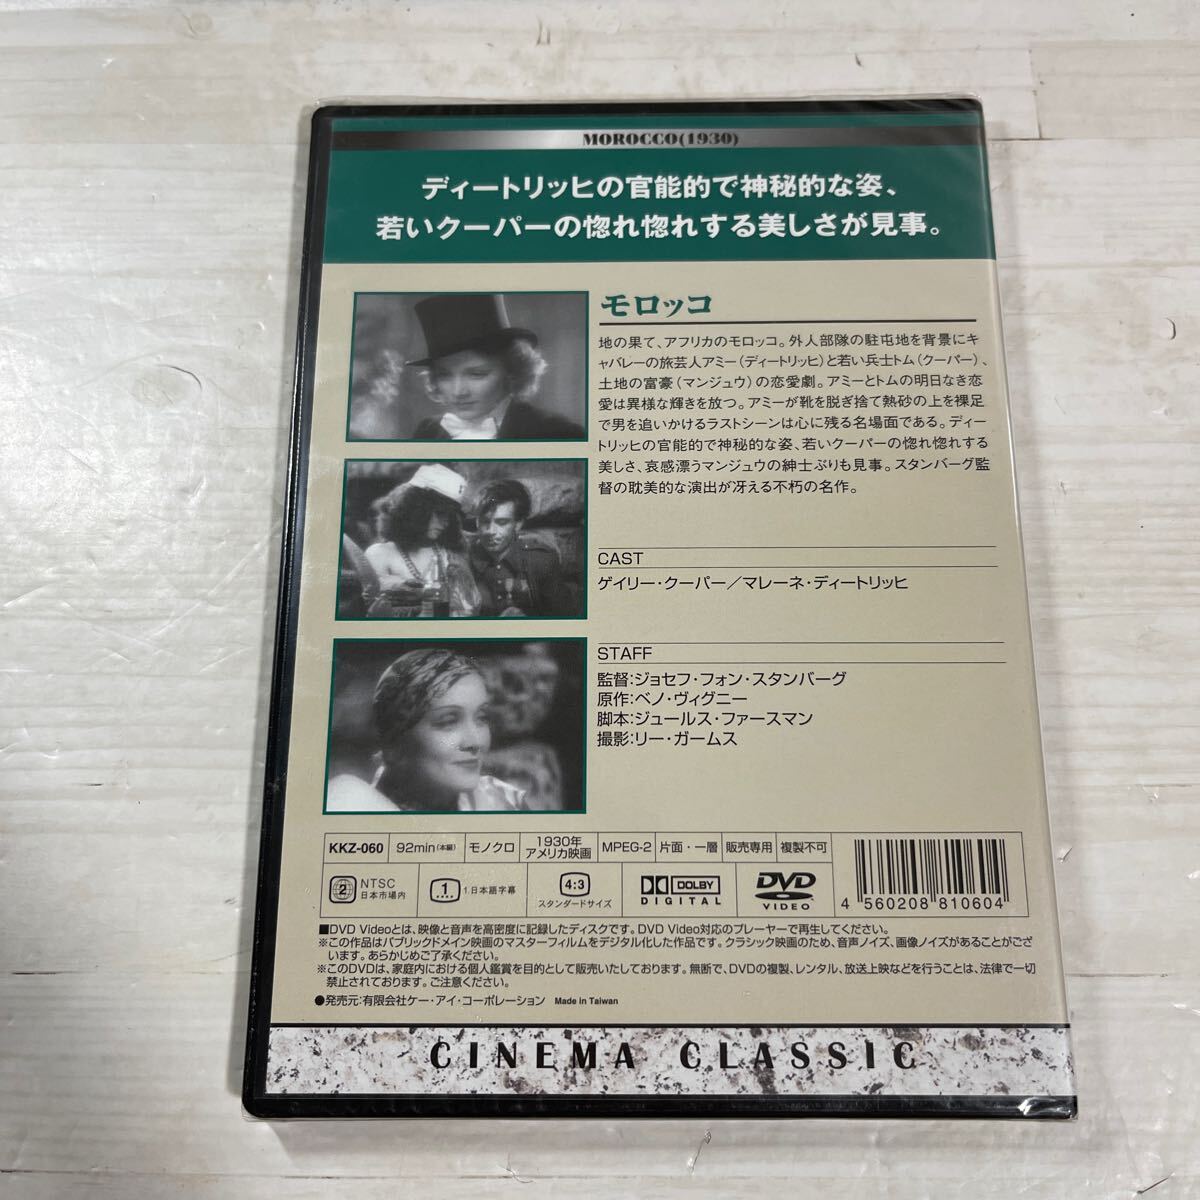 MOROCCO(1930)
ディートリッヒの官能的で神秘的な姿、
若いクーパーの惚れ惚れする美しさが見事。
モロッコ
地の果て、アフリカのモロッコ。外人部隊の駐屯地を背景にキ
ャバレーの旅芸人アミー(ディートリッヒ)と若い兵士トム(クーパー)、
土地の富豪(マンジュウ)の恋愛劇。アミーとトムの明日なき恋
愛は異様な輝きを放つ。アミーが靴を脱ぎ捨て熱砂の上を裸足
で男を追いかけるラストシーンは心に残る名場面である。ディー
トリッヒの官能的で神秘的な姿、若いクーパーの惚れ惚れする
美しさ、哀感漂うマンジュウの紳士ぶりも見事。スタンバーグ監
督の耽美的な演出が冴える不朽の名作。
CAST
ゲイリー・クーパー/マレーネ・ディートリッヒ
STAFF
監督:ジョセフ・フォン・スタンバーグ
原作:ベノ・ヴィグニー
脚本:ジュールス・ファースマン
撮影:リー・ガームス
KKZ-060 92min(本編) モノクロ 1930年 アメリカ映画 MPEG-2 片面・一層 販売専用 複製不可
2 NTSC 日本市場内 1 1.日本語字幕 4:3 スタンダードサイズ DOLBY DIGITAL DVD VIDEO
4 560208 810604
■DVD Videoとは、映像と音声を高密度に記録したディスクです。DVD Video対応のプレーヤーで再生してください。
※この作品はパブリックドメイン映画のマスターフィルムをデジタル化した作品です。クラシック映画のため、音声ノイズ、画像ノイズがあることがござ
います。あらかじめご了承ください。
※このDVDは、家庭内における個人鑑賞を目的として販売いたしております。無断で、DVDの複製、レンタル、放送上映などを行うことは、法律で一切
禁止されております。ご注意ください。
●発売元:有限会社ケー・アイ・コーポレーション Made in Taiwan
CINEMA CLASSIC